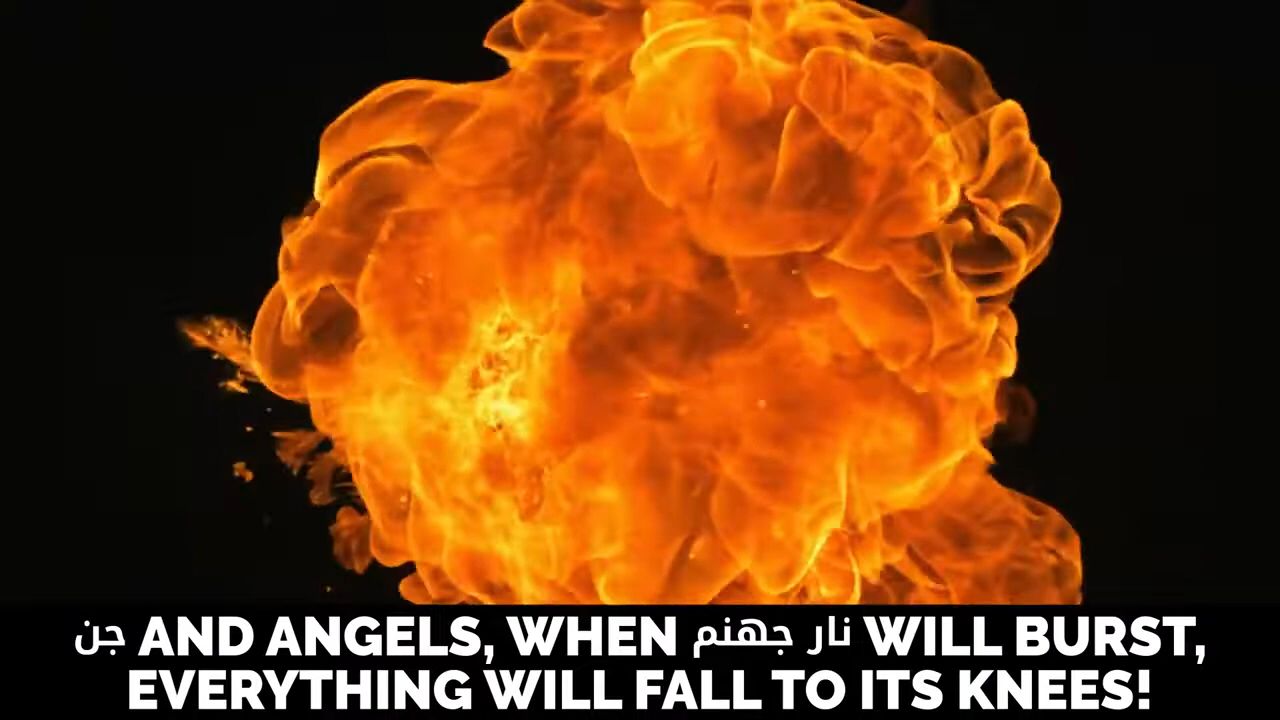 جن AND ANGELS, WHEN نار جهنم WILL BURST,
EVERYTHING WILL FALL TO ITS KNEES!